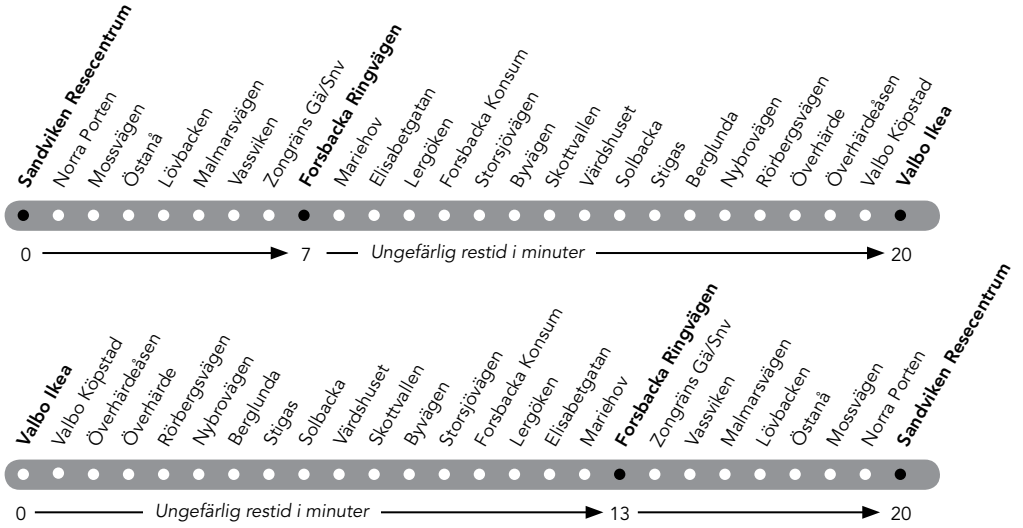 Sandviken Resecentrum
Norra Porten
Mossvägen
Östanå
Lövbacken
Malmarsvägen
Vassviken
Zongräns Gä/Snv
Forsbacka Ringvägen
Mariehov
Elisabetgatan
Lergöken
Forsbacka Konsum
Storsjövägen
Byvägen
Skottvallen
Värdshuset
Solbacka
Stigas
Berglunda
Nybrovägen
Rörbergsvägen
Överhärde
Överhärdeåsen
Valbo Köpstad
Valbo Ikea
0 7 Ungefärlig restid i minuter 20
Valbo Ikea
Valbo Köpstad
Överhärdeåsen
Överhärde
Rörbergsvägen
Nybrovägen
Berglunda
Stigas
Solbacka
Värdshuset
Skottvallen
Byvägen
Storsjövägen
Forsbacka Konsum
Lergöken
Elisabetgatan
Mariehov
Forsbacka Ringvägen
Zongräns Gä/Snv
Vassviken
Malmarsvägen
Lövbacken
Östanå
Mossvägen
Norra Porten
Sandviken Resecentrum
0 Ungefärlig restid i minuter 13 20